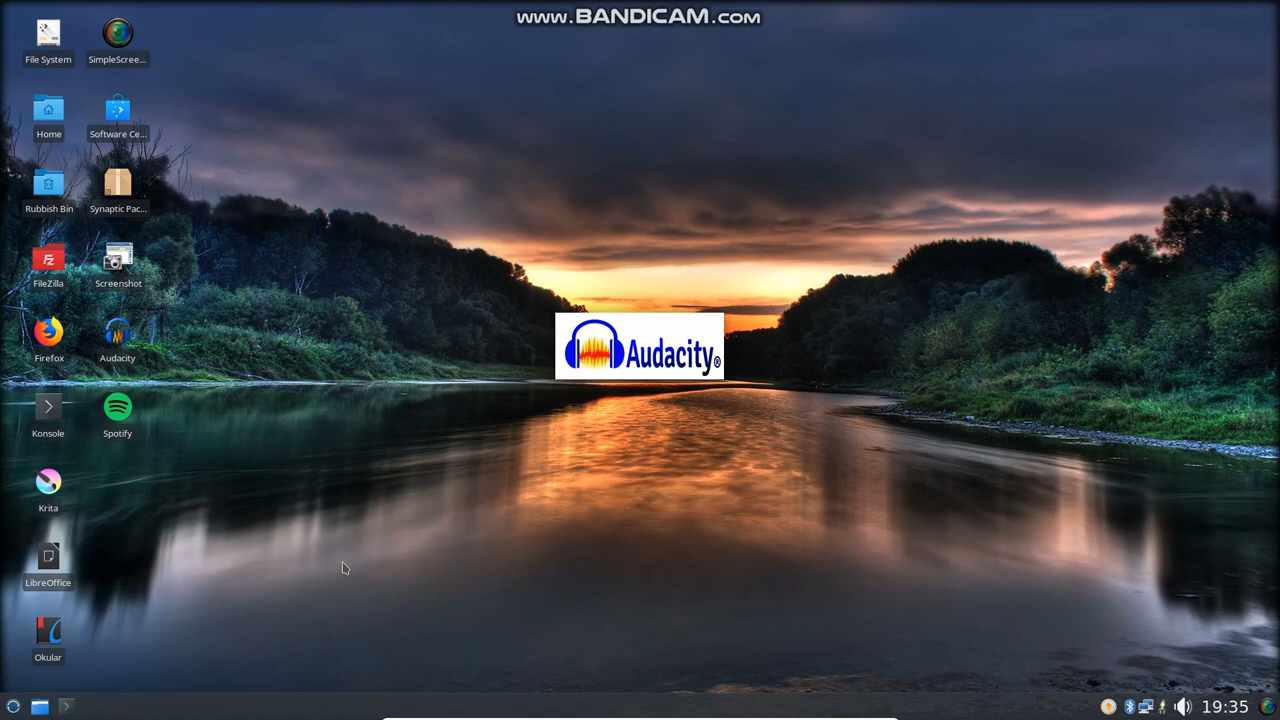 www.BANDICAM.com
File System
SimpleScree...
Home
Software Ce...
Rubbish Bin
Synaptic Pac...
FileZilla
Screenshot
Firefox
Audacity
Audacity®
Konsole
Spotify
Krita
LibreOffice
Okular
19:35